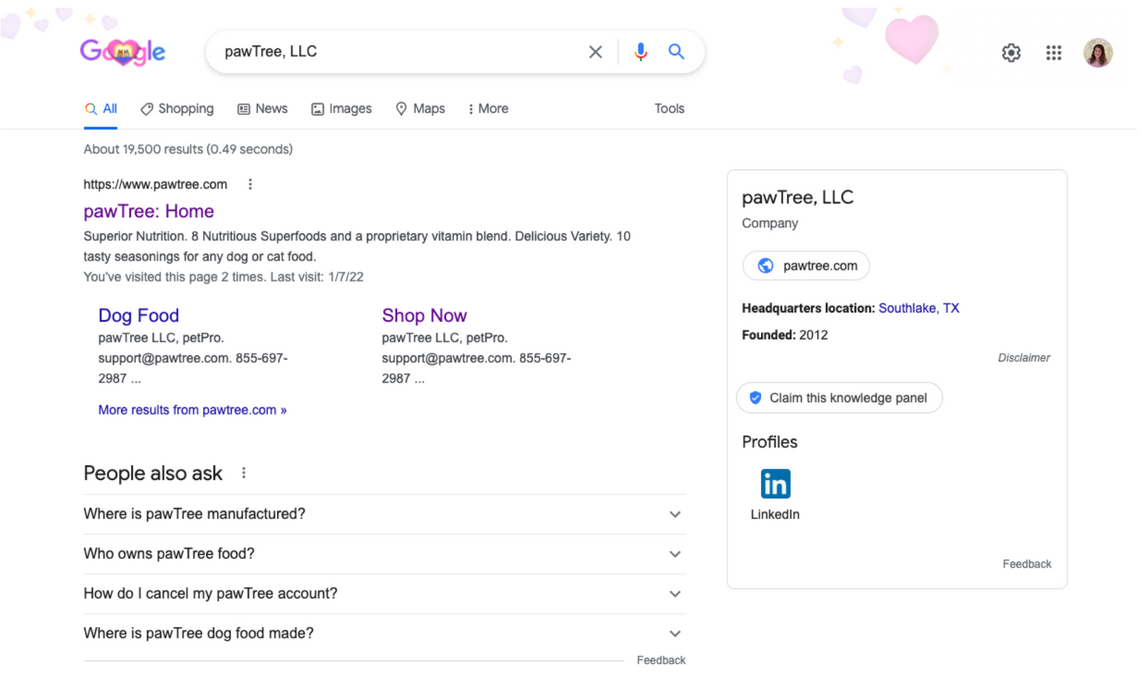 Google
pawTree, LLC
All
Shopping
News
Images
Maps
More
Tools
About 19,500 results (0.49 seconds)
https://www.pawtree.com
pawTree: Home
Superior Nutrition. 8 Nutritious Superfoods and a proprietary vitamin blend. Delicious Variety. 10
tasty seasonings for any dog or cat food.
You've visited this page 2 times. Last visit: 1/7/22
Dog Food
pawTree LLC, petPro.
support@pawtree.com. 855-697-
2987 ...
Shop Now
pawTree LLC, petPro.
support@pawtree.com. 855-697-
2987 ...
More results from pawtree.com »
People also ask
Where is pawTree manufactured?
Who owns pawTree food?
How do I cancel my pawTree account?
Where is pawTree dog food made?
Feedback
pawTree, LLC
Company
pawtree.com
Headquarters location: Southlake, TX
Founded: 2012
Disclaimer
Claim this knowledge panel
Profiles
in
LinkedIn
Feedback